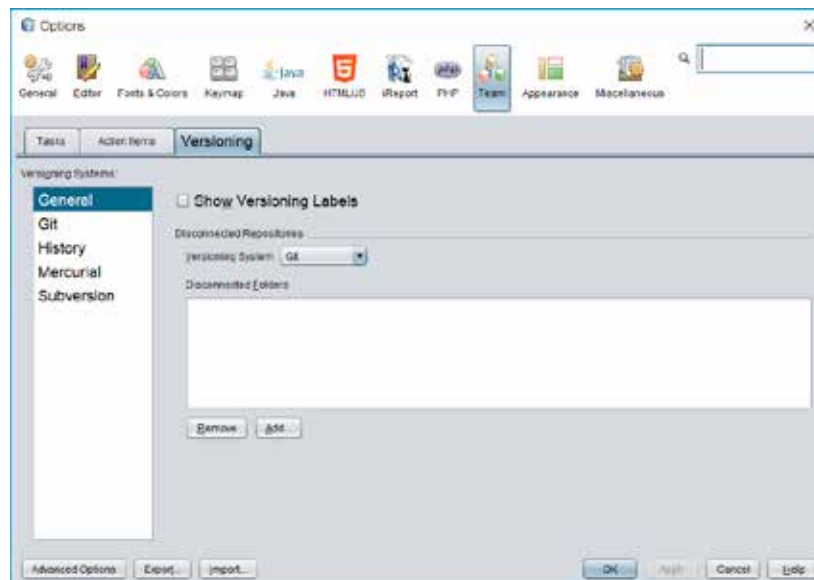 Options
General Editor Fonts & Colors Keymap Java HTML/JS iReport PHP Team Appearance Miscellaneous
Tasks Action Items Versioning
Versioning Systems:
General
Git
History
Mercurial
Subversion
Show Versioning Labels
Disconnected Repositories
Versioning System: Git
Disconnected Folders
Remove Add...
Advanced Options Export... Import... OK Apply Cancel Help